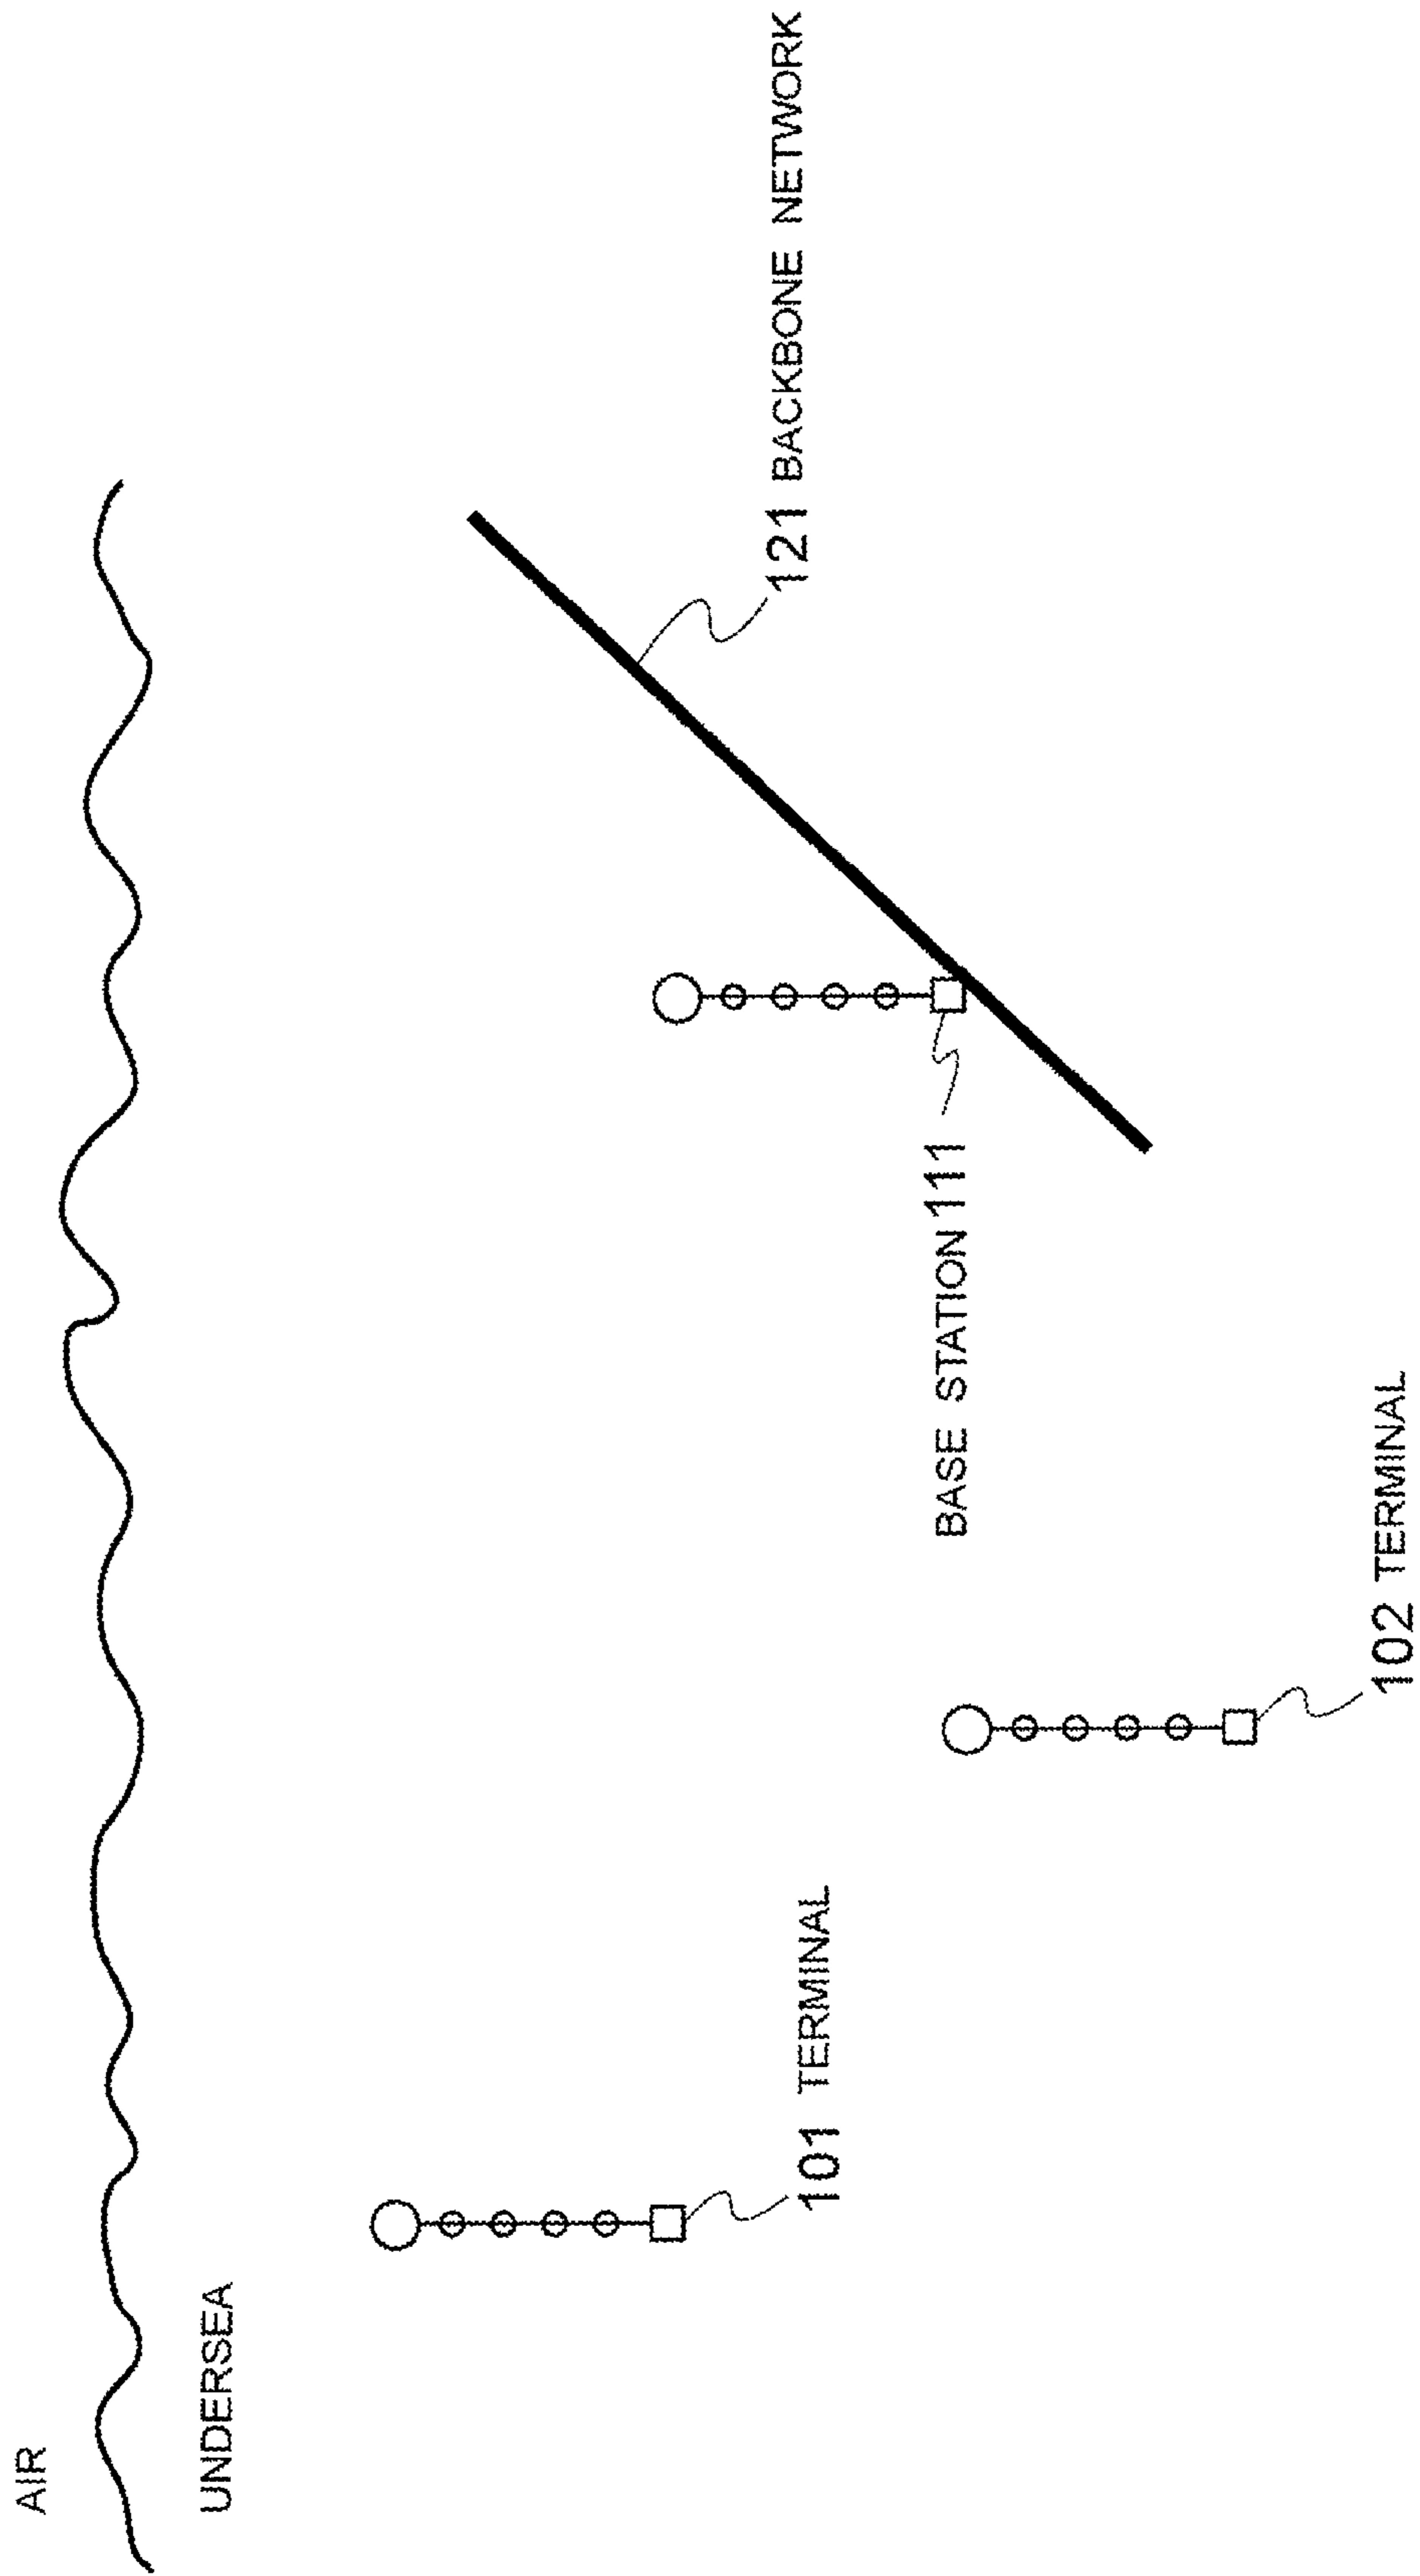 AIR
UNDERSEA
101 TERMINAL
102 TERMINAL
BASE STATION 111
121 BACKBONE NETWORK